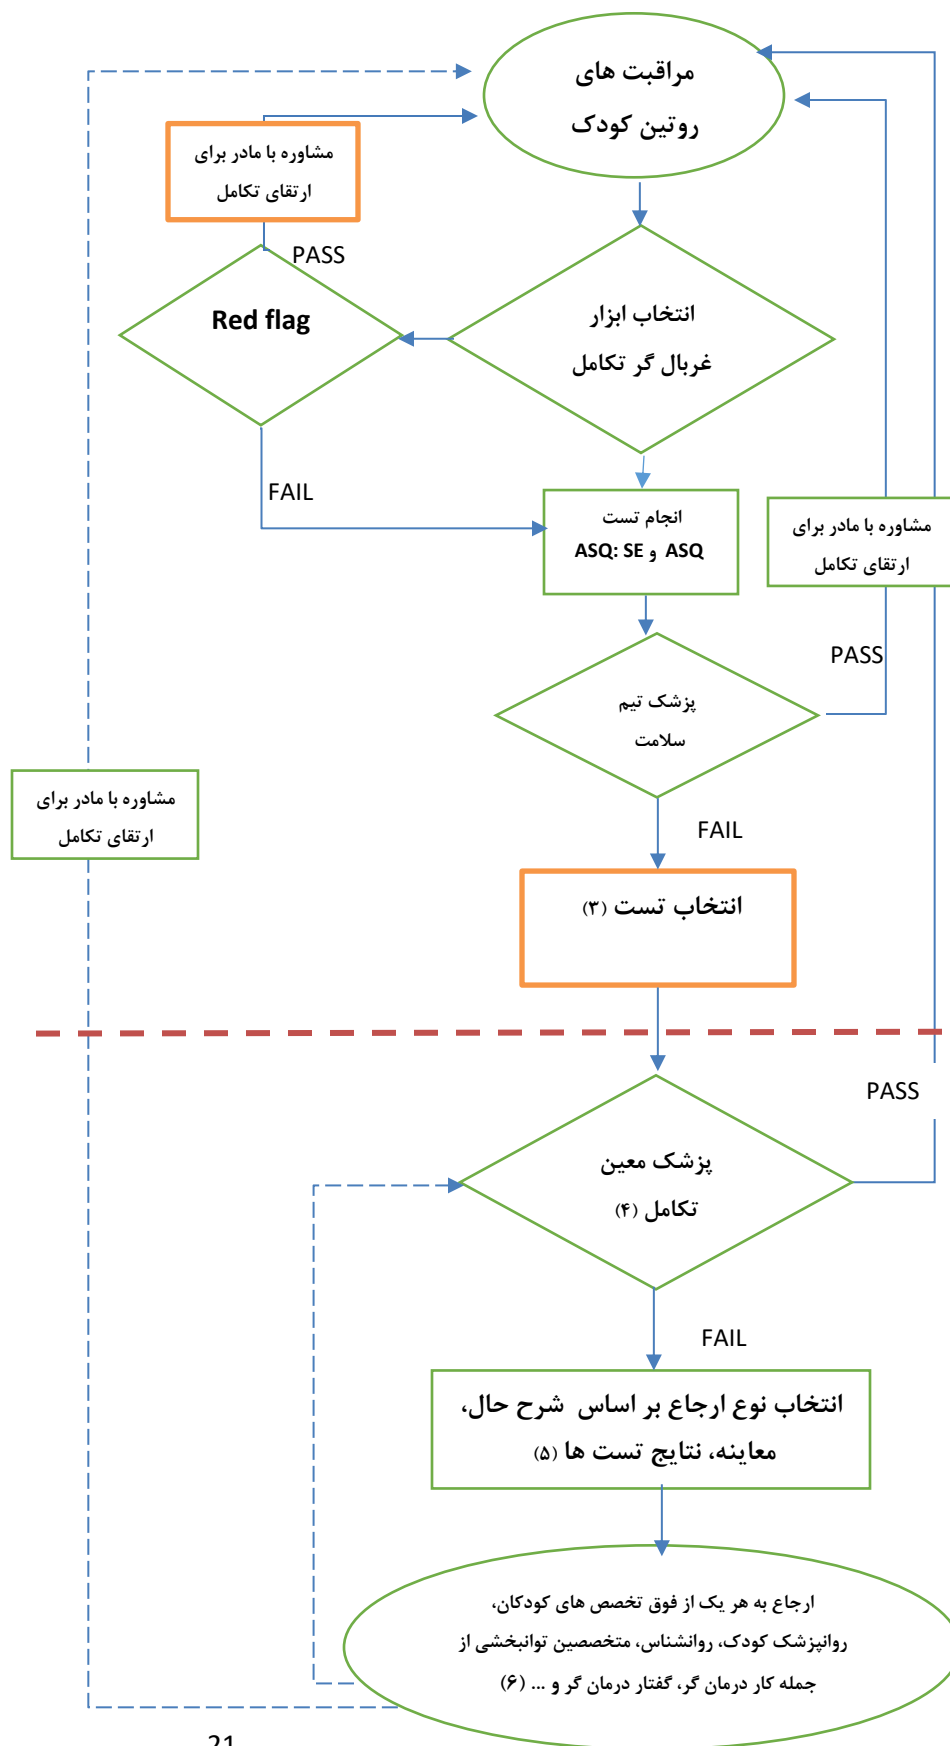 مراقبت های
روتین کودک
مشاوره با مادر برای
ارتقای تکامل
PASS
Red flag
انتخاب ابزار
غربال گر تکامل
FAIL
انجام تست
ASQ و ASQ: SE
مشاوره با مادر برای
ارتقای تکامل
PASS
پزشک تیم
سلامت
مشاوره با مادر برای
ارتقای تکامل
FAIL
انتخاب تست (۳)
PASS
پزشک معین
تکامل (۴)
FAIL
انتخاب نوع ارجاع بر اساس شرح حال،
معاینه، نتایج تست ها (۵)
ارجاع به هر یک از فوق تخصص های کودکان،
روانپزشک کودک، روانشناس، متخصصین توانبخشی از
جمله کار درمان گر، گفتار درمان گر و ... (۶)
21